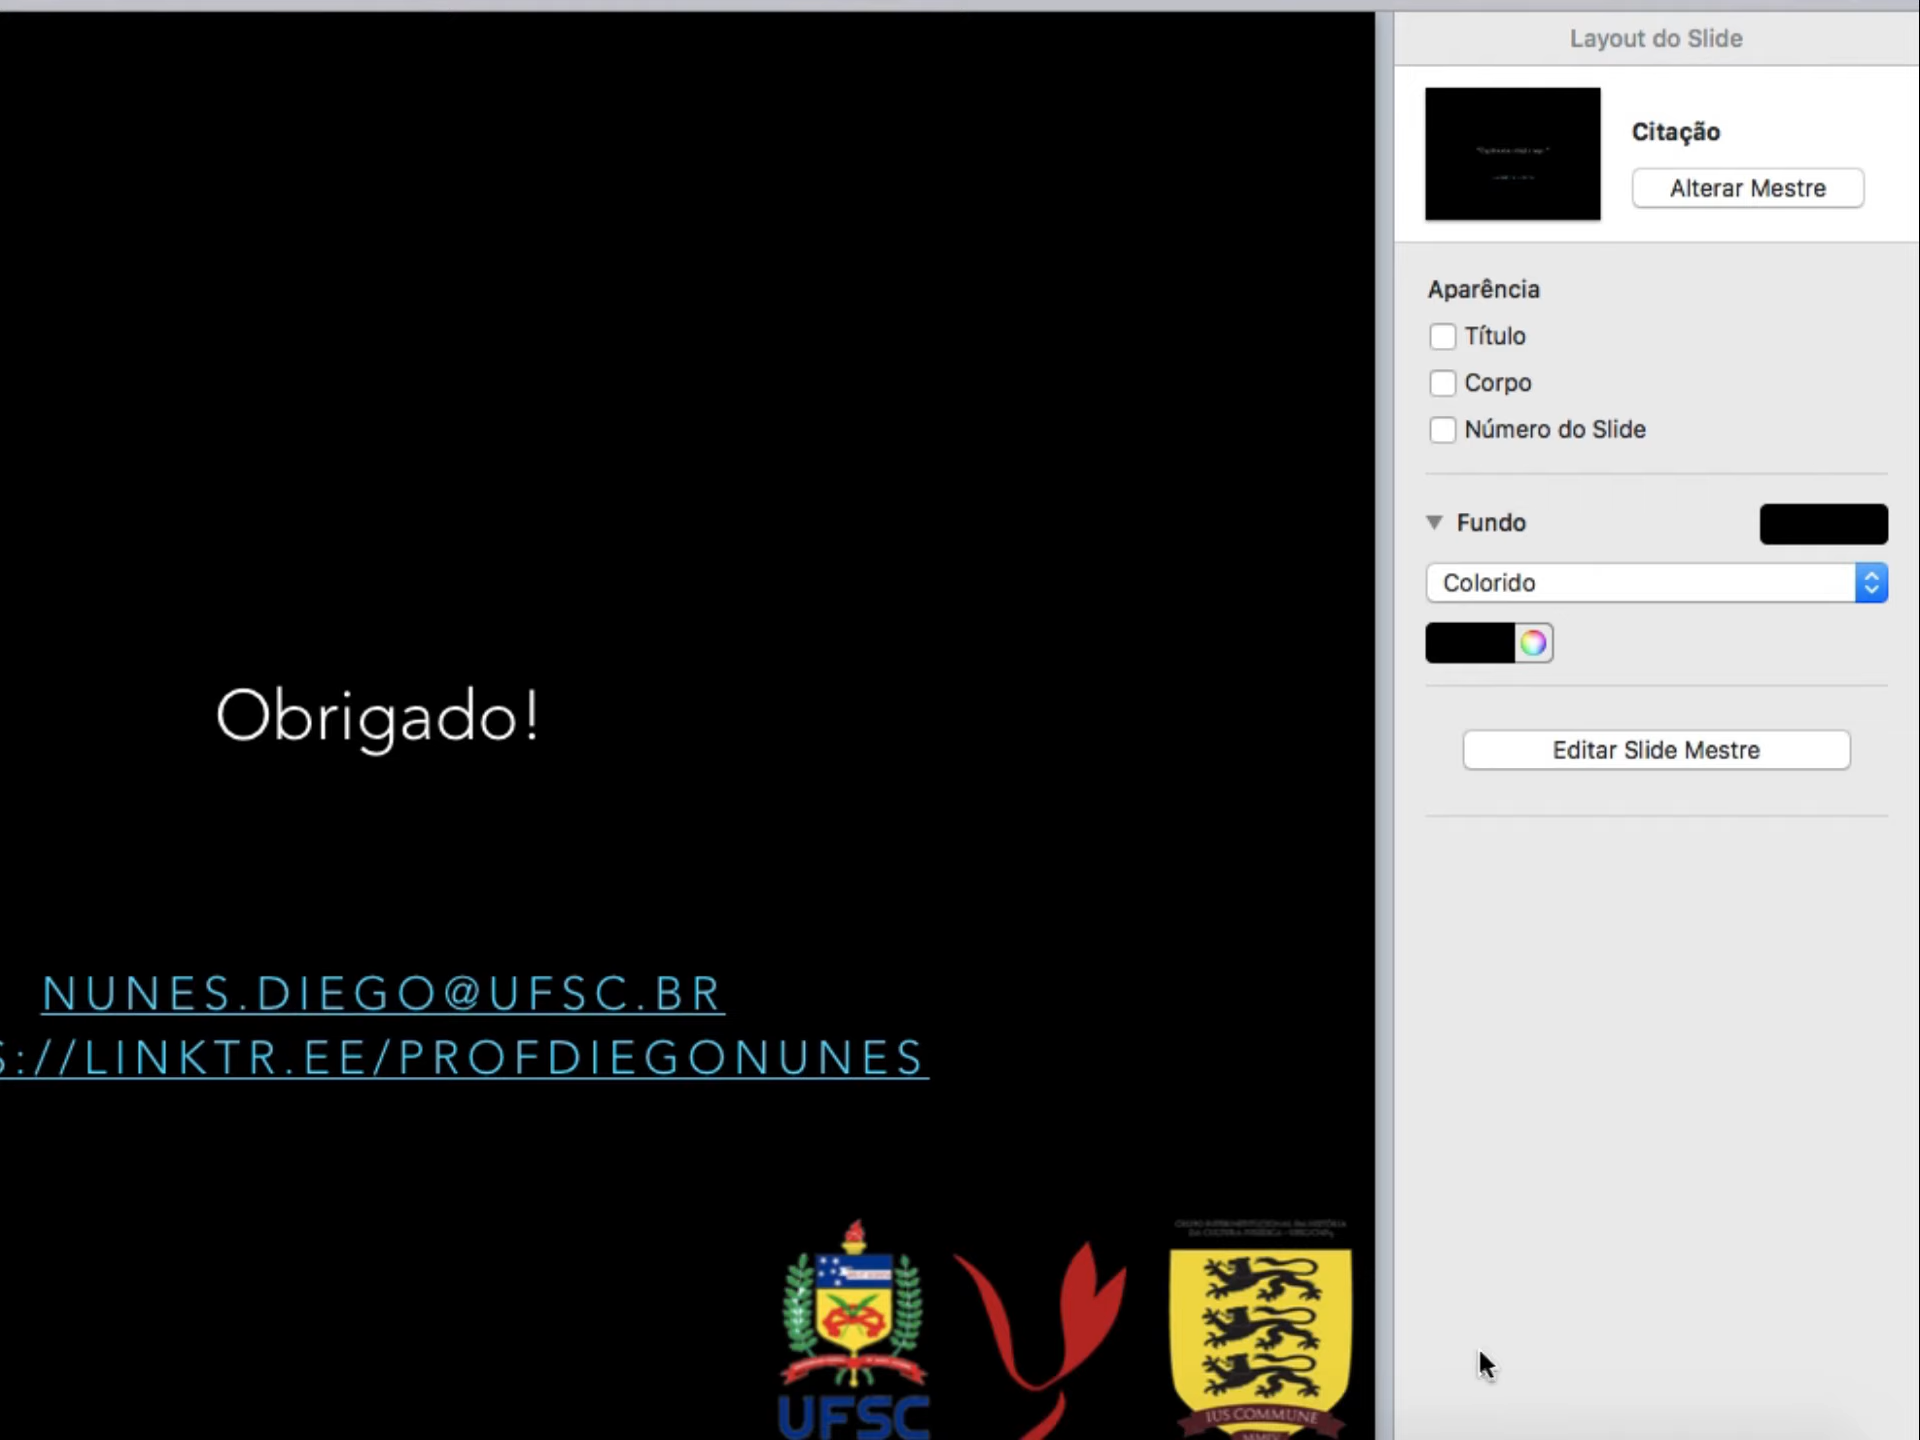 Layout do Slide
Citação
Alterar Mestre
Aparência
Título
Corpo
Número do Slide
Fundo
Colorido
Editar Slide Mestre
Obrigado!
NUNES.DIEGO@UFSC.BR
S://LINKTR.EE/PROFDIEGONUNES
UFSC
IUS COMMUNE